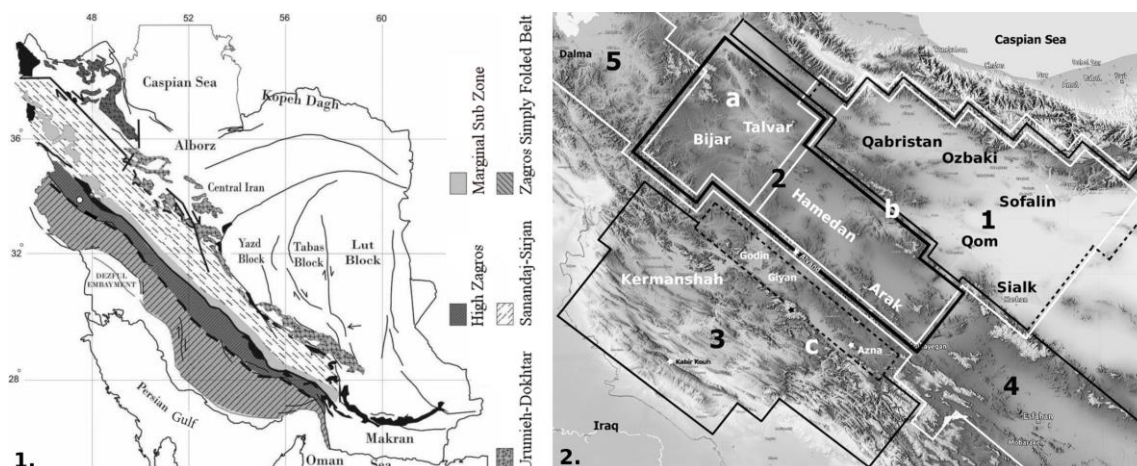 48
52
56
60
Caspian Sea
Kopeh Dagh
36
Alborz
Central Iran
Yazd
Block
Tabas
Block
Lut
Block
32
DEZFUL
EMBAYMENT
28
Persian Gulf
Makran
Oman Sea
1.
Marginal Sub Zone
Zagros Simply Folded Belt
High Zagros
Sanandaj-Sirjan
Urumieh-Dokhtar
Caspian Sea
Dalma
5
a
Talvar
Bijar
Qabristan
Ozbaki
2
Hamedan
b
1
Sofalin
Qom
Godin
Giyan
Kermanshah
Arak
Sialk
3
c
Azna
Kabir Kouh
4
Esfahan
Iraq
2.